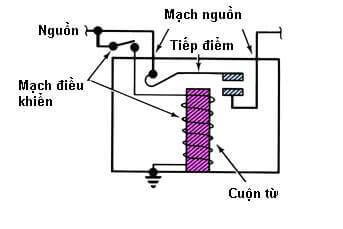 Mạch nguồn
Nguồn
Tiếp điểm
Mạch điều
khiển
Cuộn từ